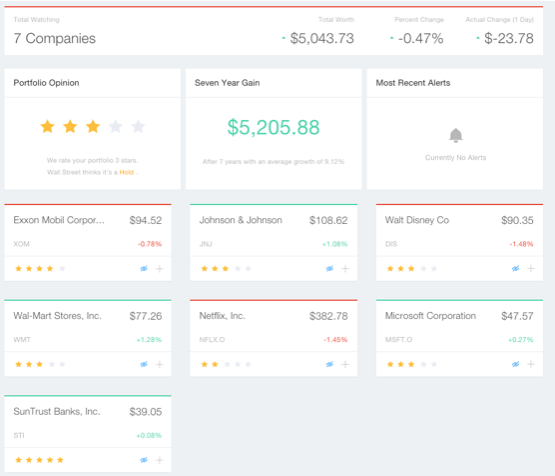 Total Watching
Total Worth
Percent Change
Actual Change (1 Day)
7 Companies
$5,043.73
-0.47%
$-23.78
Portfolio Opinion
Seven Year Gain
Most Recent Alerts
$5,205.88
We rate your portfolio 3 stars.
Wall Street thinks it's a Hold .
After 7 years with an average growth of 9.12%
Currently No Alerts
Exxon Mobil Corpor...
$94.52
XOM
-0.78%
Johnson & Johnson
$108.62
JNJ
+1.08%
Walt Disney Co
$90.35
DIS
-1.48%
Wal-Mart Stores, Inc.
$77.26
WMT
+1.28%
Netflix, Inc.
$382.78
NFLX.O
-1.45%
Microsoft Corporation
$47.57
MSFT.O
+0.27%
SunTrust Banks, Inc.
$39.05
STI
+0.08%